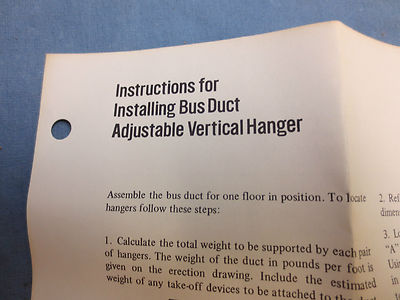 Instructions for
Installing Bus Duct
Adjustable Vertical Hanger
Assemble the bus duct for one floor in position. To locate
hangers follow these steps:
1. Calculate the total weight to be supported by each pair
of hangers. The weight of the duct in pounds per foot is
given on the erection drawing. Include the estimated
weight of any take-off devices to be attached to the
2. Ref
dimen
3. Lo
"A"
Usin
in